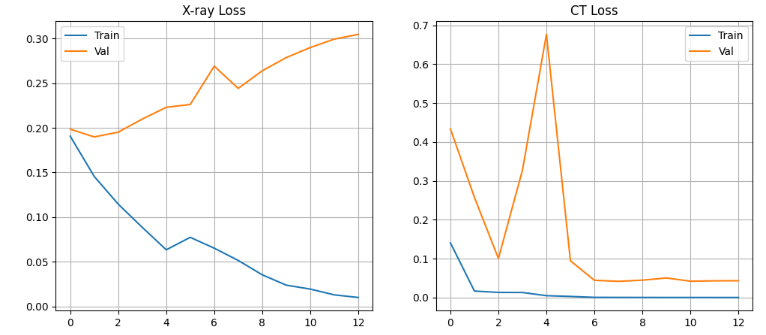 X-ray Loss
Train
Val
0.30
0.25
0.20
0.15
0.10
0.05
0.00
0 2 4 6 8 10 12
CT Loss
Train
Val
0.7
0.6
0.5
0.4
0.3
0.2
0.1
0.0
0 2 4 6 8 10 12